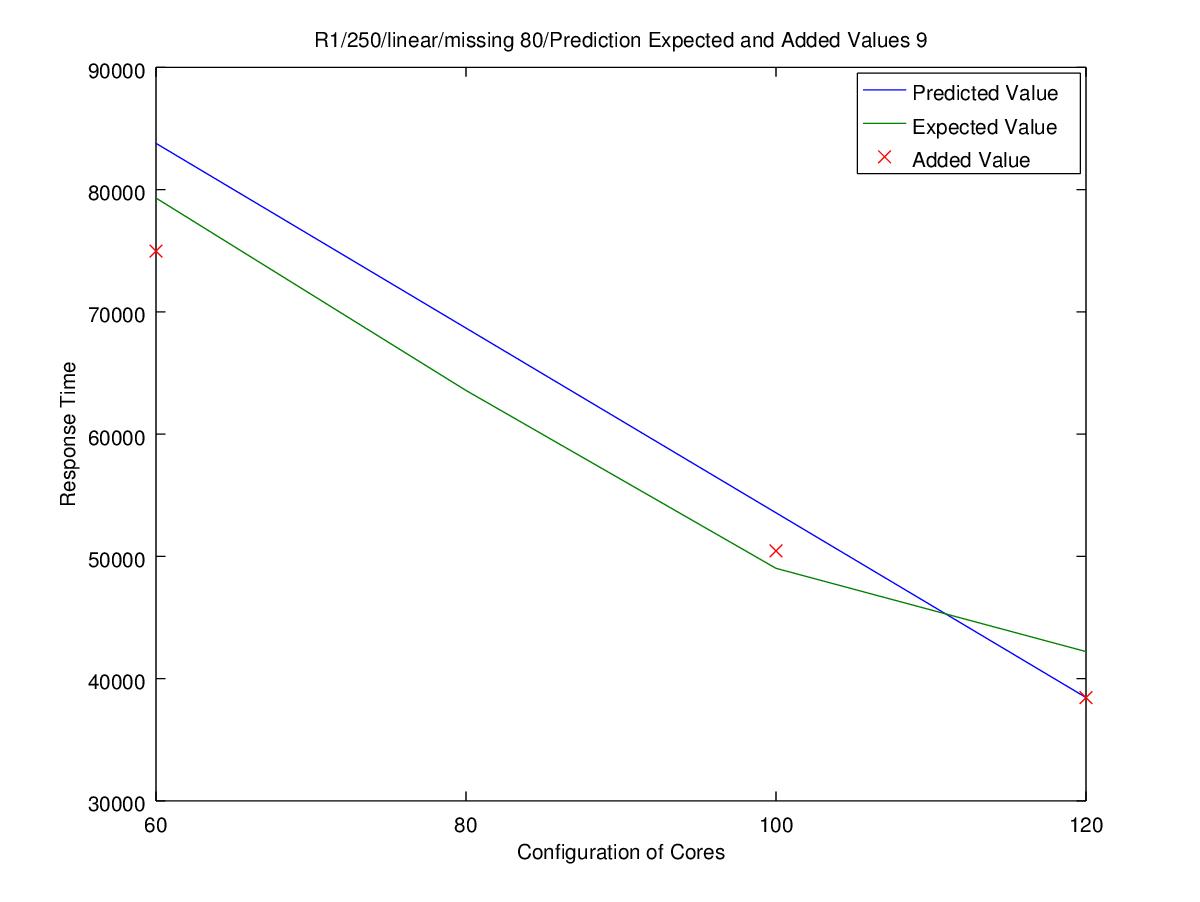 R1/250/linear/missing 80/Prediction Expected and Added Values 9
90000
80000
70000
60000
50000
40000
30000
Response Time
Predicted Value
Expected Value
Added Value
60 80 100 120
Configuration of Cores